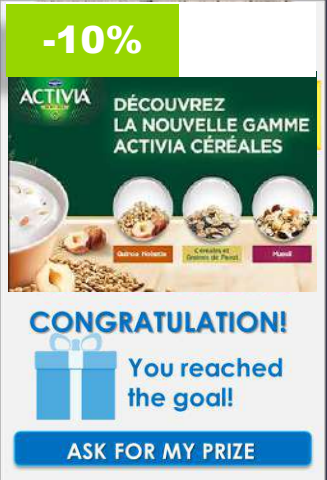 -10%
ACTIVIA
DÉCOUVREZ
LA NOUVELLE GAMME
ACTIVIA CÉRÉALES
Quinoa Noisette
Céréales et
Graines de Pavot
Muesli
CONGRATULATION!
You reached
the goal!
ASK FOR MY PRIZE